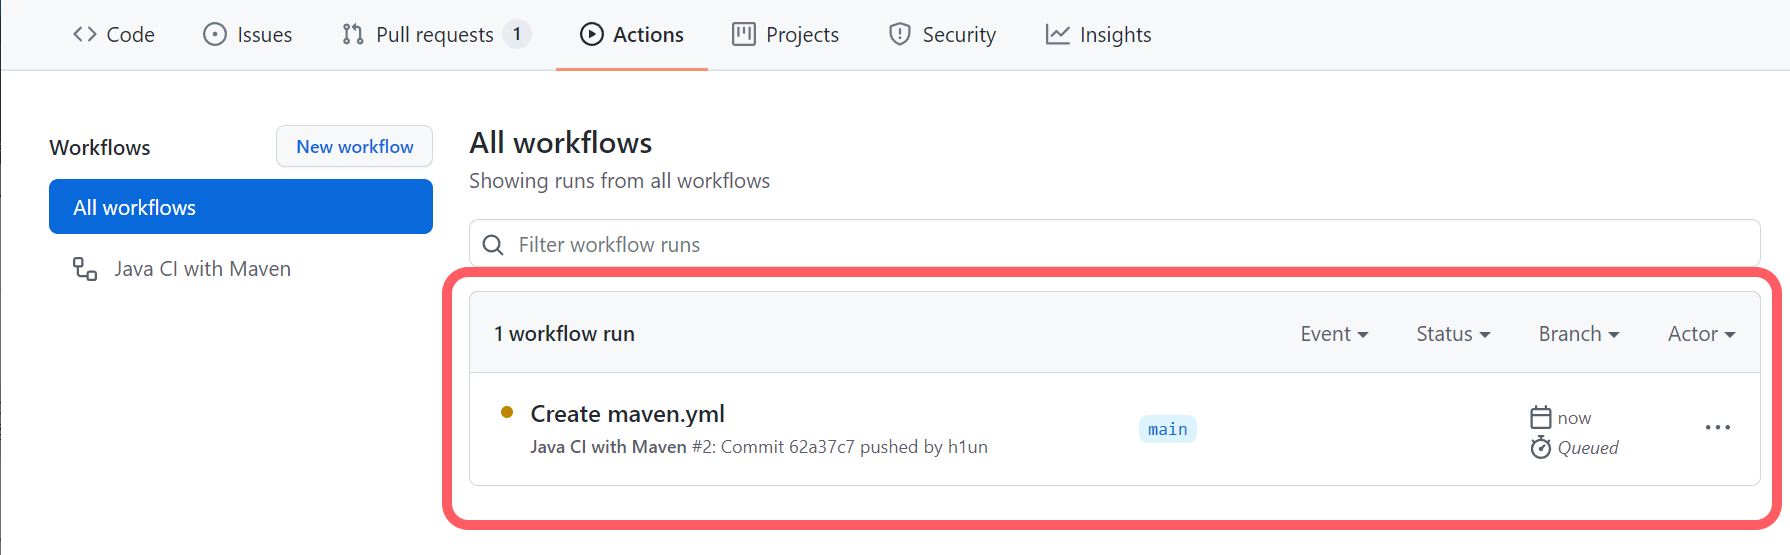 Code Issues Pull requests 1 Actions Projects Security Insights
Workflows New workflow
All workflows
Java CI with Maven
All workflows
Showing runs from all workflows
Filter workflow runs
1 workflow run Event Status Branch Actor
Create maven.yml
Java CI with Maven #2: Commit 62a37c7 pushed by h1un
main
now
Queued